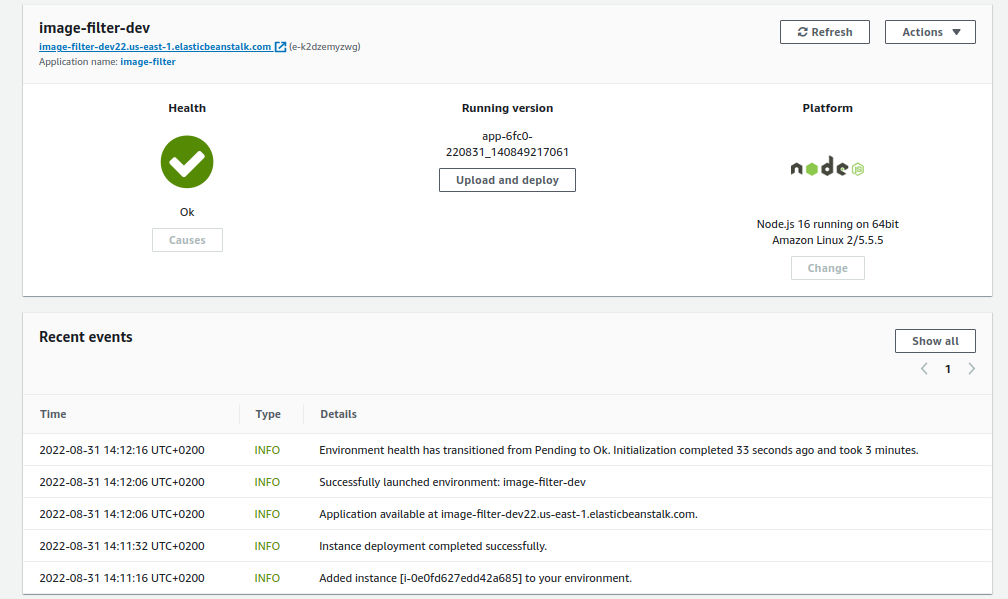 image-filter-dev
image-filter-dev22.us-east-1.elasticbeanstalk.com (e-k2dzemyzwg)
Application name: image-filter
Refresh
Actions
Health
Running version
Platform
app-6fc0-
220831_140849217061
Upload and deploy
node
JS
Ok
Causes
Node.js 16 running on 64bit
Amazon Linux 2/5.5.5
Change
Recent events
Show all
1
Time Type Details
2022-08-31 14:12:16 UTC+0200 INFO Environment health has transitioned from Pending to Ok. Initialization completed 33 seconds ago and took 3 minutes.
2022-08-31 14:12:06 UTC+0200 INFO Successfully launched environment: image-filter-dev
2022-08-31 14:12:06 UTC+0200 INFO Application available at image-filter-dev22.us-east-1.elasticbeanstalk.com.
2022-08-31 14:11:32 UTC+0200 INFO Instance deployment completed successfully.
2022-08-31 14:11:16 UTC+0200 INFO Added instance [i-0e0fd627edd42a685] to your environment.